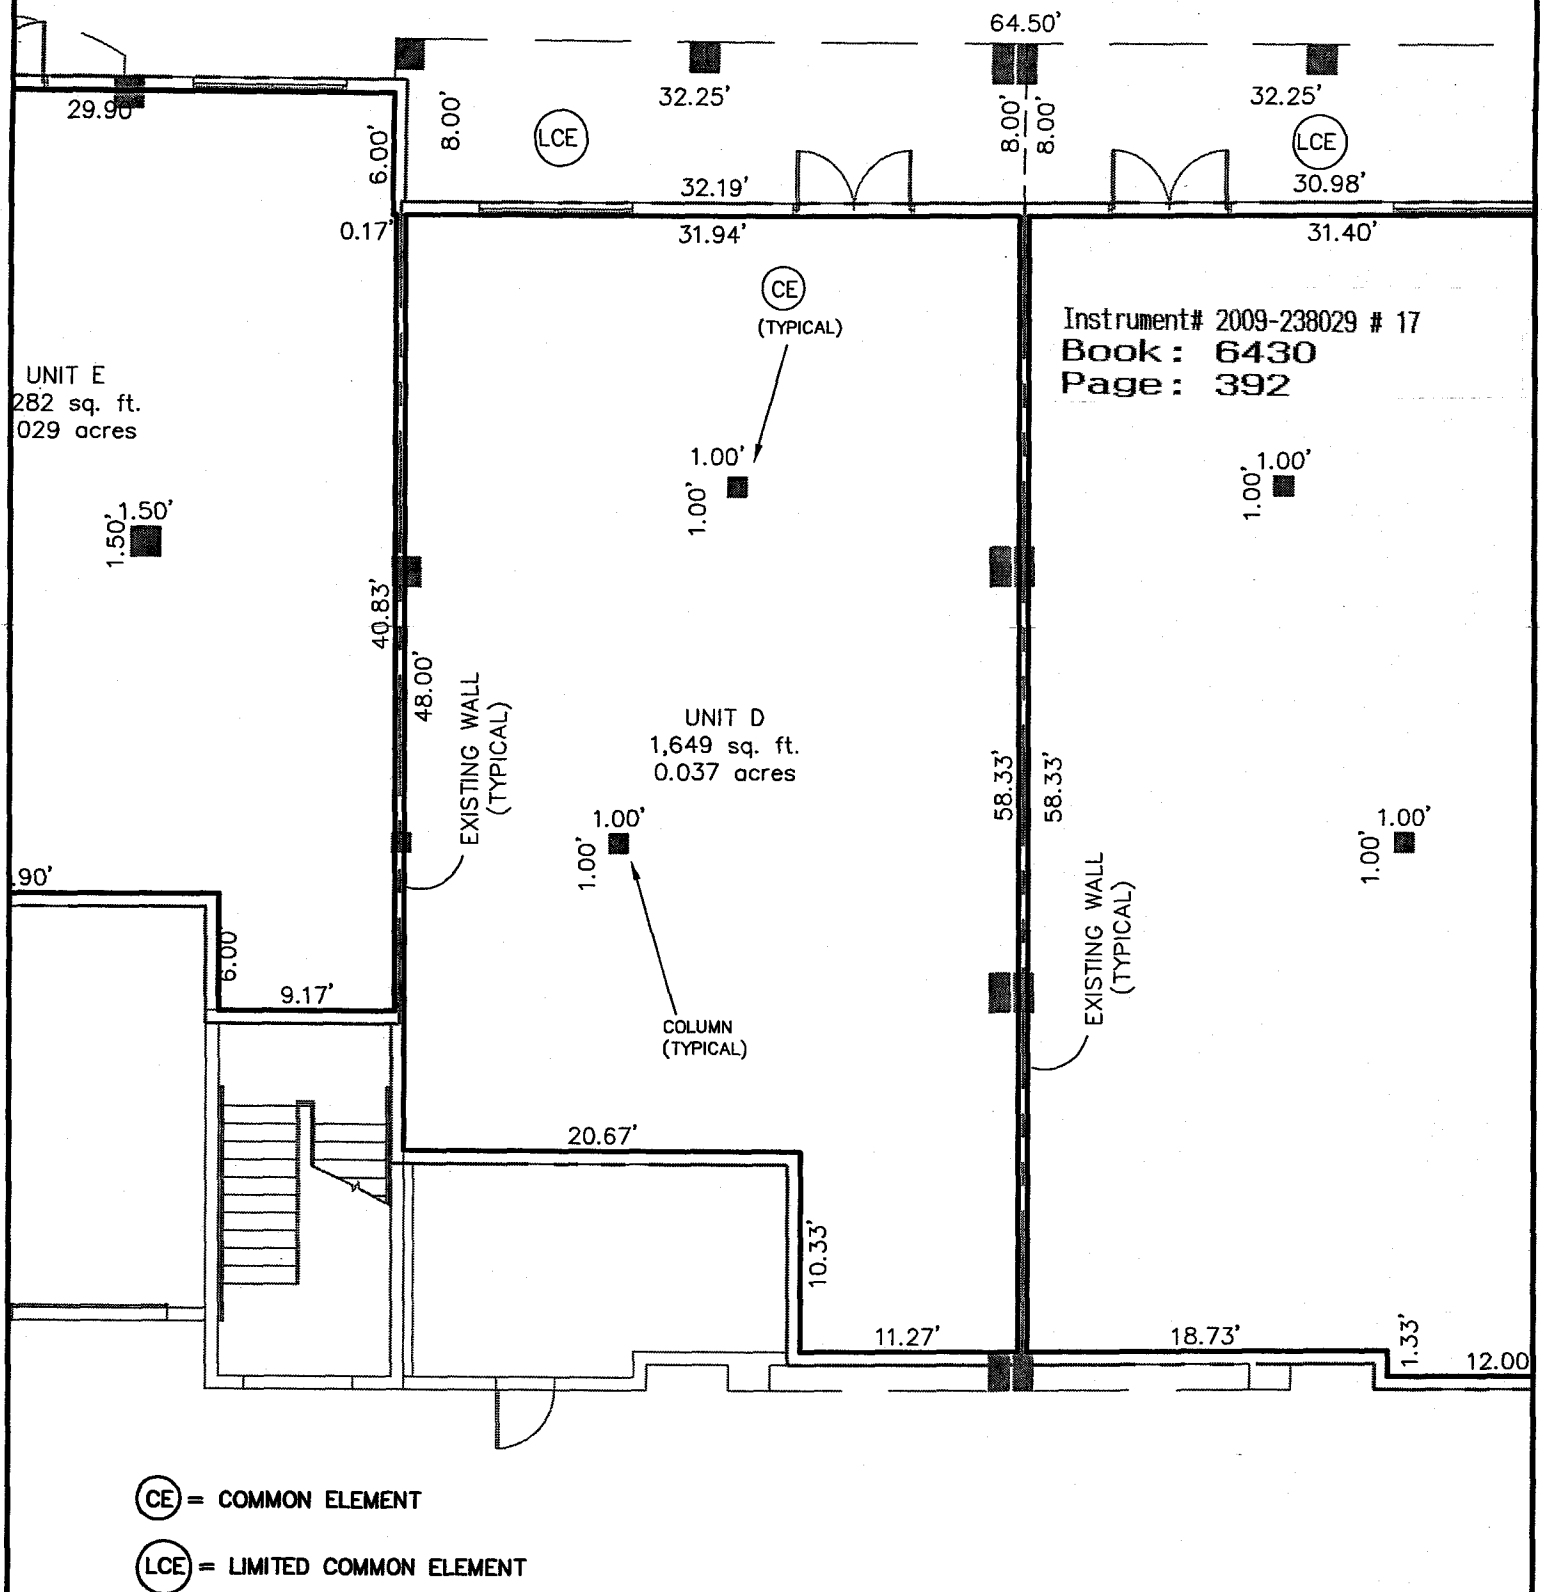 64.50'
29.90'
32.25'
32.25'
6.00'
8.00'
LCE
8.00'
8.00'
LCE
32.19'
30.98'
0.17'
31.94'
31.40'
CE
(TYPICAL)
Instrument# 2009-238029 # 17
Book: 6430
Page: 392
UNIT E
282 sq. ft.
029 acres
1.00'
1.00'
1.00'
1.00'
1.50'
1.50'
40.83'
48.00'
EXISTING WALL
(TYPICAL)
UNIT D
1,649 sq. ft.
0.037 acres
58.33'
58.33'
1.00'
1.00'
1.00'
1.00'
.90'
EXISTING WALL
(TYPICAL)
6.00'
9.17'
COLUMN
(TYPICAL)
20.67'
10.33'
11.27'
18.73'
1.33'
12.00
CE = COMMON ELEMENT
LCE = LIMITED COMMON ELEMENT